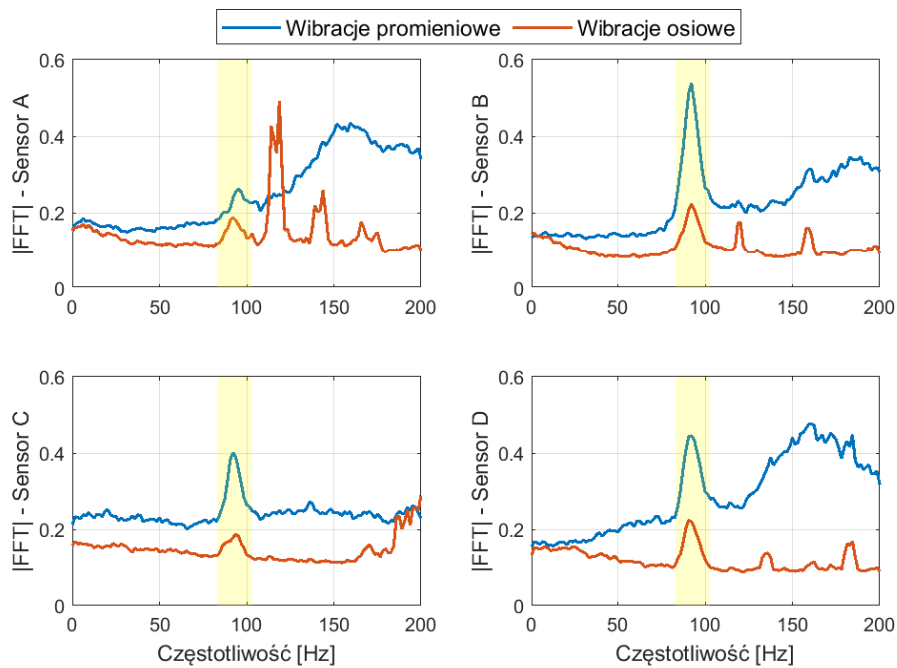 Wibracje promieniowe Wibracje osiowe
|FFT| - Sensor A
0.6
0.4
0.2
0
0 50 100 150 200
|FFT| - Sensor B
0.6
0.4
0.2
0
0 50 100 150 200
|FFT| - Sensor C
0.6
0.4
0.2
0
0 50 100 150 200
Częstotliwość [Hz]
|FFT| - Sensor D
0.6
0.4
0.2
0
0 50 100 150 200
Częstotliwość [Hz]